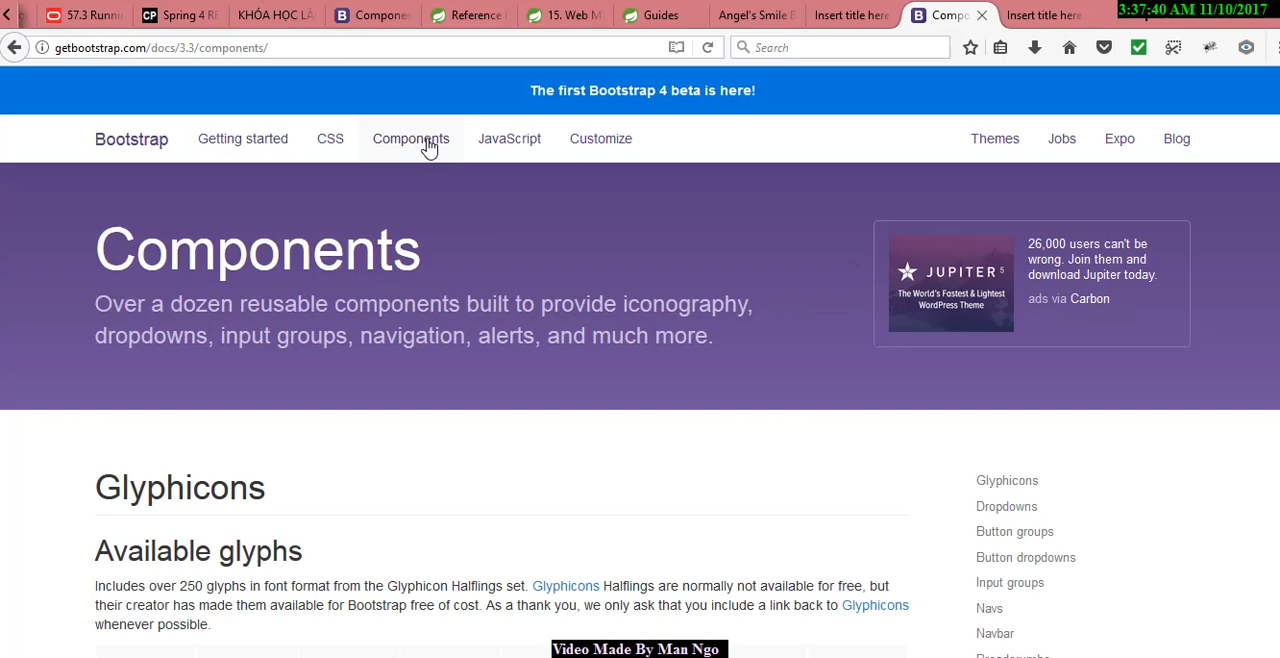 57.3 Runni
CP Spring 4 RE
KHÓA HỌC LẬ
B Componen
Reference
15. Web M
Guides
Angel's Smile B
Insert title here
B Compo
Insert title here
3:37:40 AM 11/10/2017
getbootstrap.com/docs/3.3/components/
Search
The first Bootstrap 4 beta is here!
Bootstrap Getting started CSS Components JavaScript Customize Themes Jobs Expo Blog
Components
Over a dozen reusable components built to provide iconography,
dropdowns, input groups, navigation, alerts, and much more.
JUPITER 5
The World's Fastest & Lightest
WordPress Theme
26,000 users can't be
wrong. Join them and
download Jupiter today.
ads via Carbon
Glyphicons
Available glyphs
Includes over 250 glyphs in font format from the Glyphicon Halflings set. Glyphicons Halflings are normally not available for free, but
their creator has made them available for Bootstrap free of cost. As a thank you, we only ask that you include a link back to Glyphicons
whenever possible.
Glyphicons
Dropdowns
Button groups
Button dropdowns
Input groups
Navs
Navbar
Video Made By Man Ngo